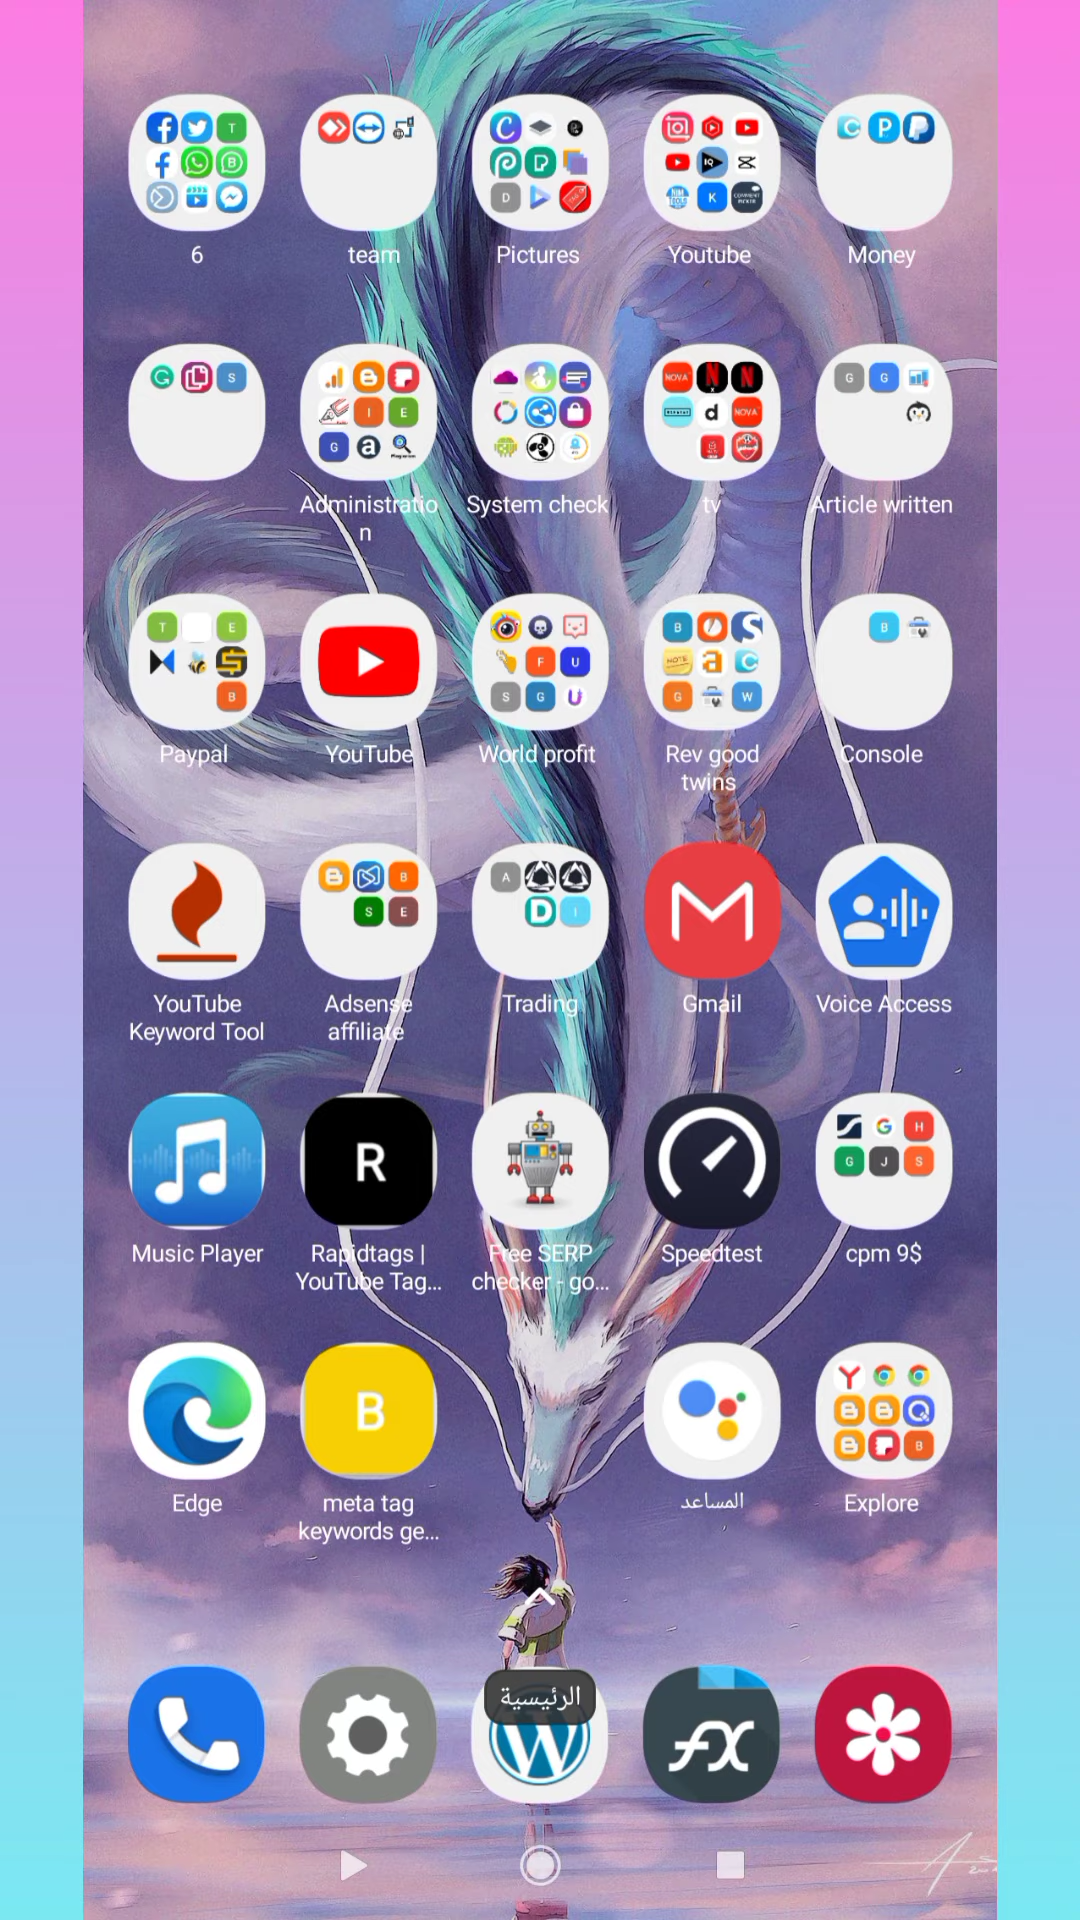 6
team
Pictures
Youtube
Money
Administratio
n
System check
tv
Article written
Paypal
YouTube
World profit
Rev good
twins
Console
YouTube
Keyword Tool
Adsense
affiliate
Trading
Gmail
Voice Access
Music Player
R
Rapidtags |
YouTube Tag...
Free SERP
checker - go...
Speedtest
cpm 9$
Edge
B
meta tag
keywords ge...
المساعد
Explore
الرئيسية
fx